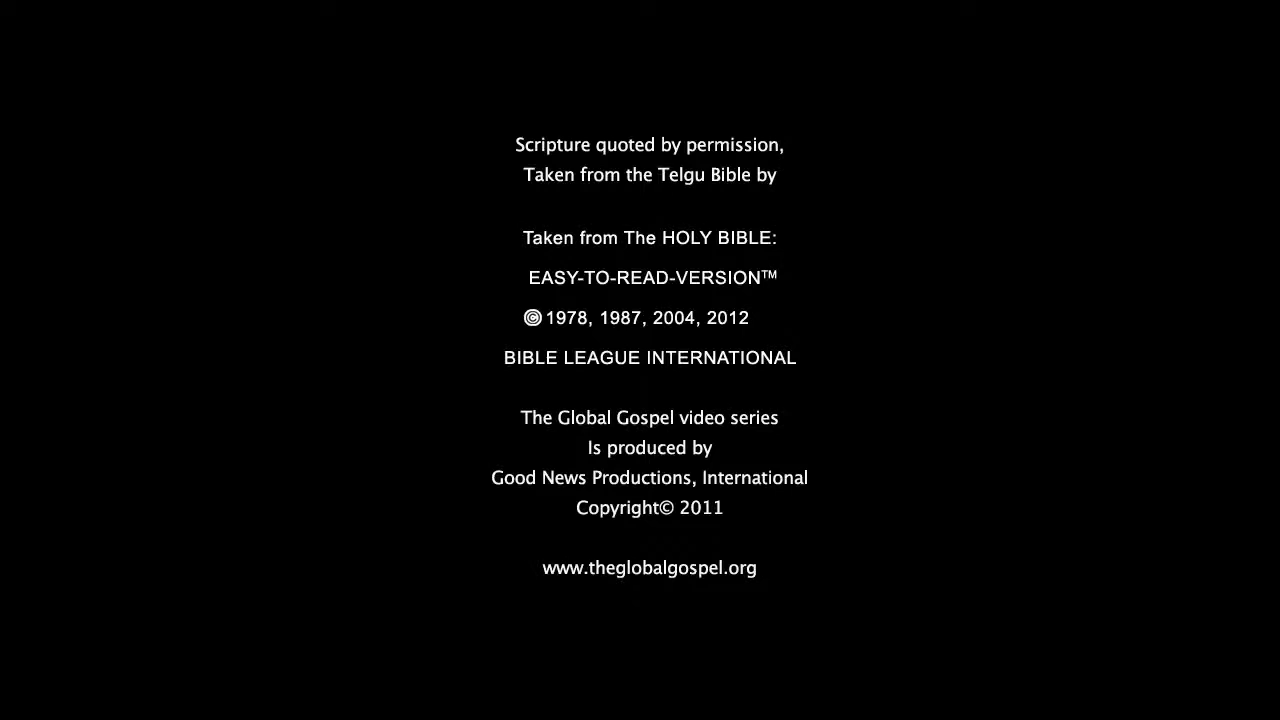 Scripture quoted by permission,
Taken from the Telgu Bible by
Taken from The HOLY BIBLE:
EASY-TO-READ-VERSION™
© 1978, 1987, 2004, 2012
BIBLE LEAGUE INTERNATIONAL
The Global Gospel video series
Is produced by
Good News Productions, International
Copyright© 2011
www.theglobalgospel.org